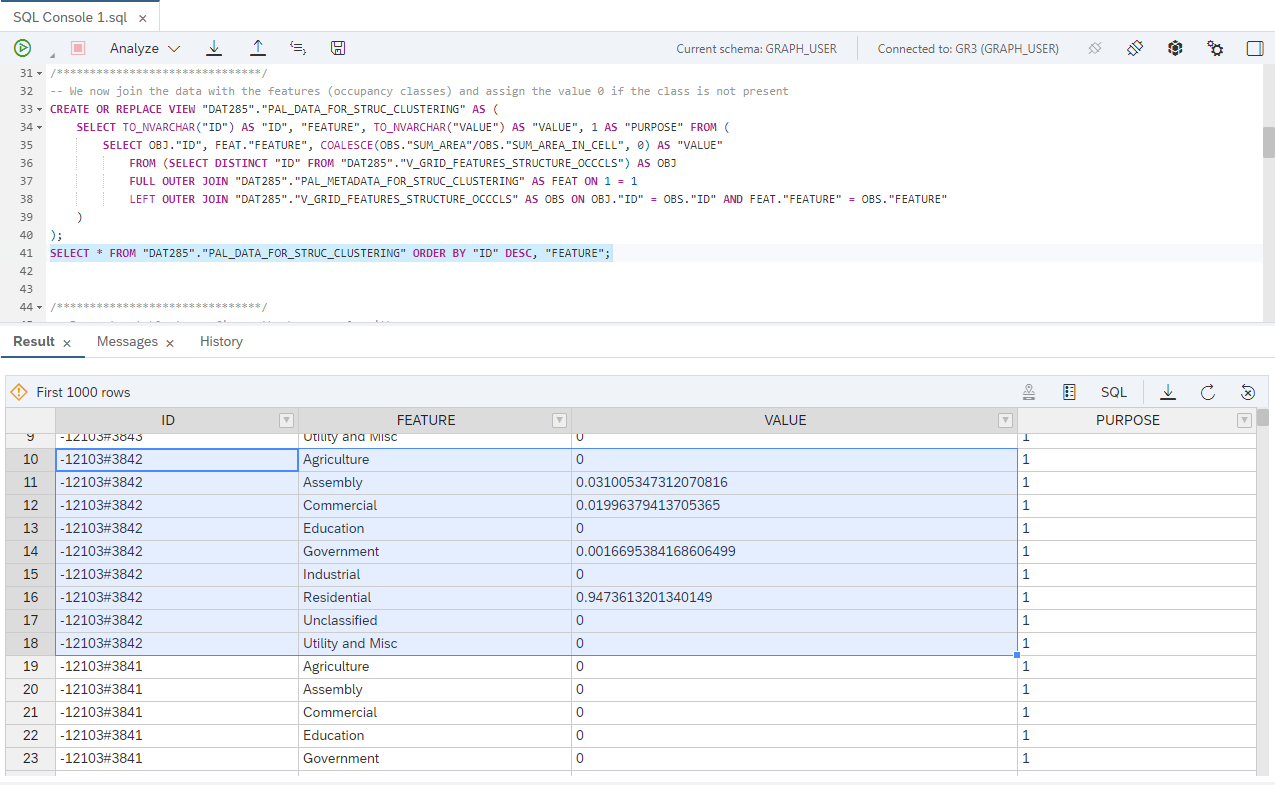 SQL Console 1.sql ×
Analyze
Current schema: GRAPH_USER
Connected to: GR3 (GRAPH_USER)
31 /*******************************/
32 -- We now join the data with the features (occupancy classes) and assign the value 0 if the class is not present
33 CREATE OR REPLACE VIEW "DAT285"."PAL_DATA_FOR_STRUC_CLUSTERING" AS (
34 SELECT TO_NVARCHAR("ID") AS "ID", "FEATURE", TO_NVARCHAR("VALUE") AS "VALUE", 1 AS "PURPOSE" FROM (
35 SELECT OBJ."ID", FEAT."FEATURE", COALESCE(OBS."SUM_AREA"/OBS."SUM_AREA_IN_CELL", 0) AS "VALUE"
36 FROM (SELECT DISTINCT "ID" FROM "DAT285"."V_GRID_FEATURES_STRUCTURE_OCCCLS") AS OBJ
37 FULL OUTER JOIN "DAT285"."PAL_METADATA_FOR_STRUC_CLUSTERING" AS FEAT ON 1 = 1
38 LEFT OUTER JOIN "DAT285"."V_GRID_FEATURES_STRUCTURE_OCCCLS" AS OBS ON OBJ."ID" = OBS."ID" AND FEAT."FEATURE" = OBS."FEATURE"
39 )
40 );
41 SELECT * FROM "DAT285"."PAL_DATA_FOR_STRUC_CLUSTERING" ORDER BY "ID" DESC, "FEATURE";
42
43
44 /*******************************/
Result × Messages × History
First 1000 rows
SQL
ID FEATURE VALUE PURPOSE
9 -12103#3843 Utility and Misc 0 1
10 -12103#3842 Agriculture 0 1
11 -12103#3842 Assembly 0.031005347312070816 1
12 -12103#3842 Commercial 0.01996379413705365 1
13 -12103#3842 Education 0 1
14 -12103#3842 Government 0.0016695384168606499 1
15 -12103#3842 Industrial 0 1
16 -12103#3842 Residential 0.9473613201340149 1
17 -12103#3842 Unclassified 0 1
18 -12103#3842 Utility and Misc 0 1
19 -12103#3841 Agriculture 0 1
20 -12103#3841 Assembly 0 1
21 -12103#3841 Commercial 0 1
22 -12103#3841 Education 0 1
23 -12103#3841 Government 0 1